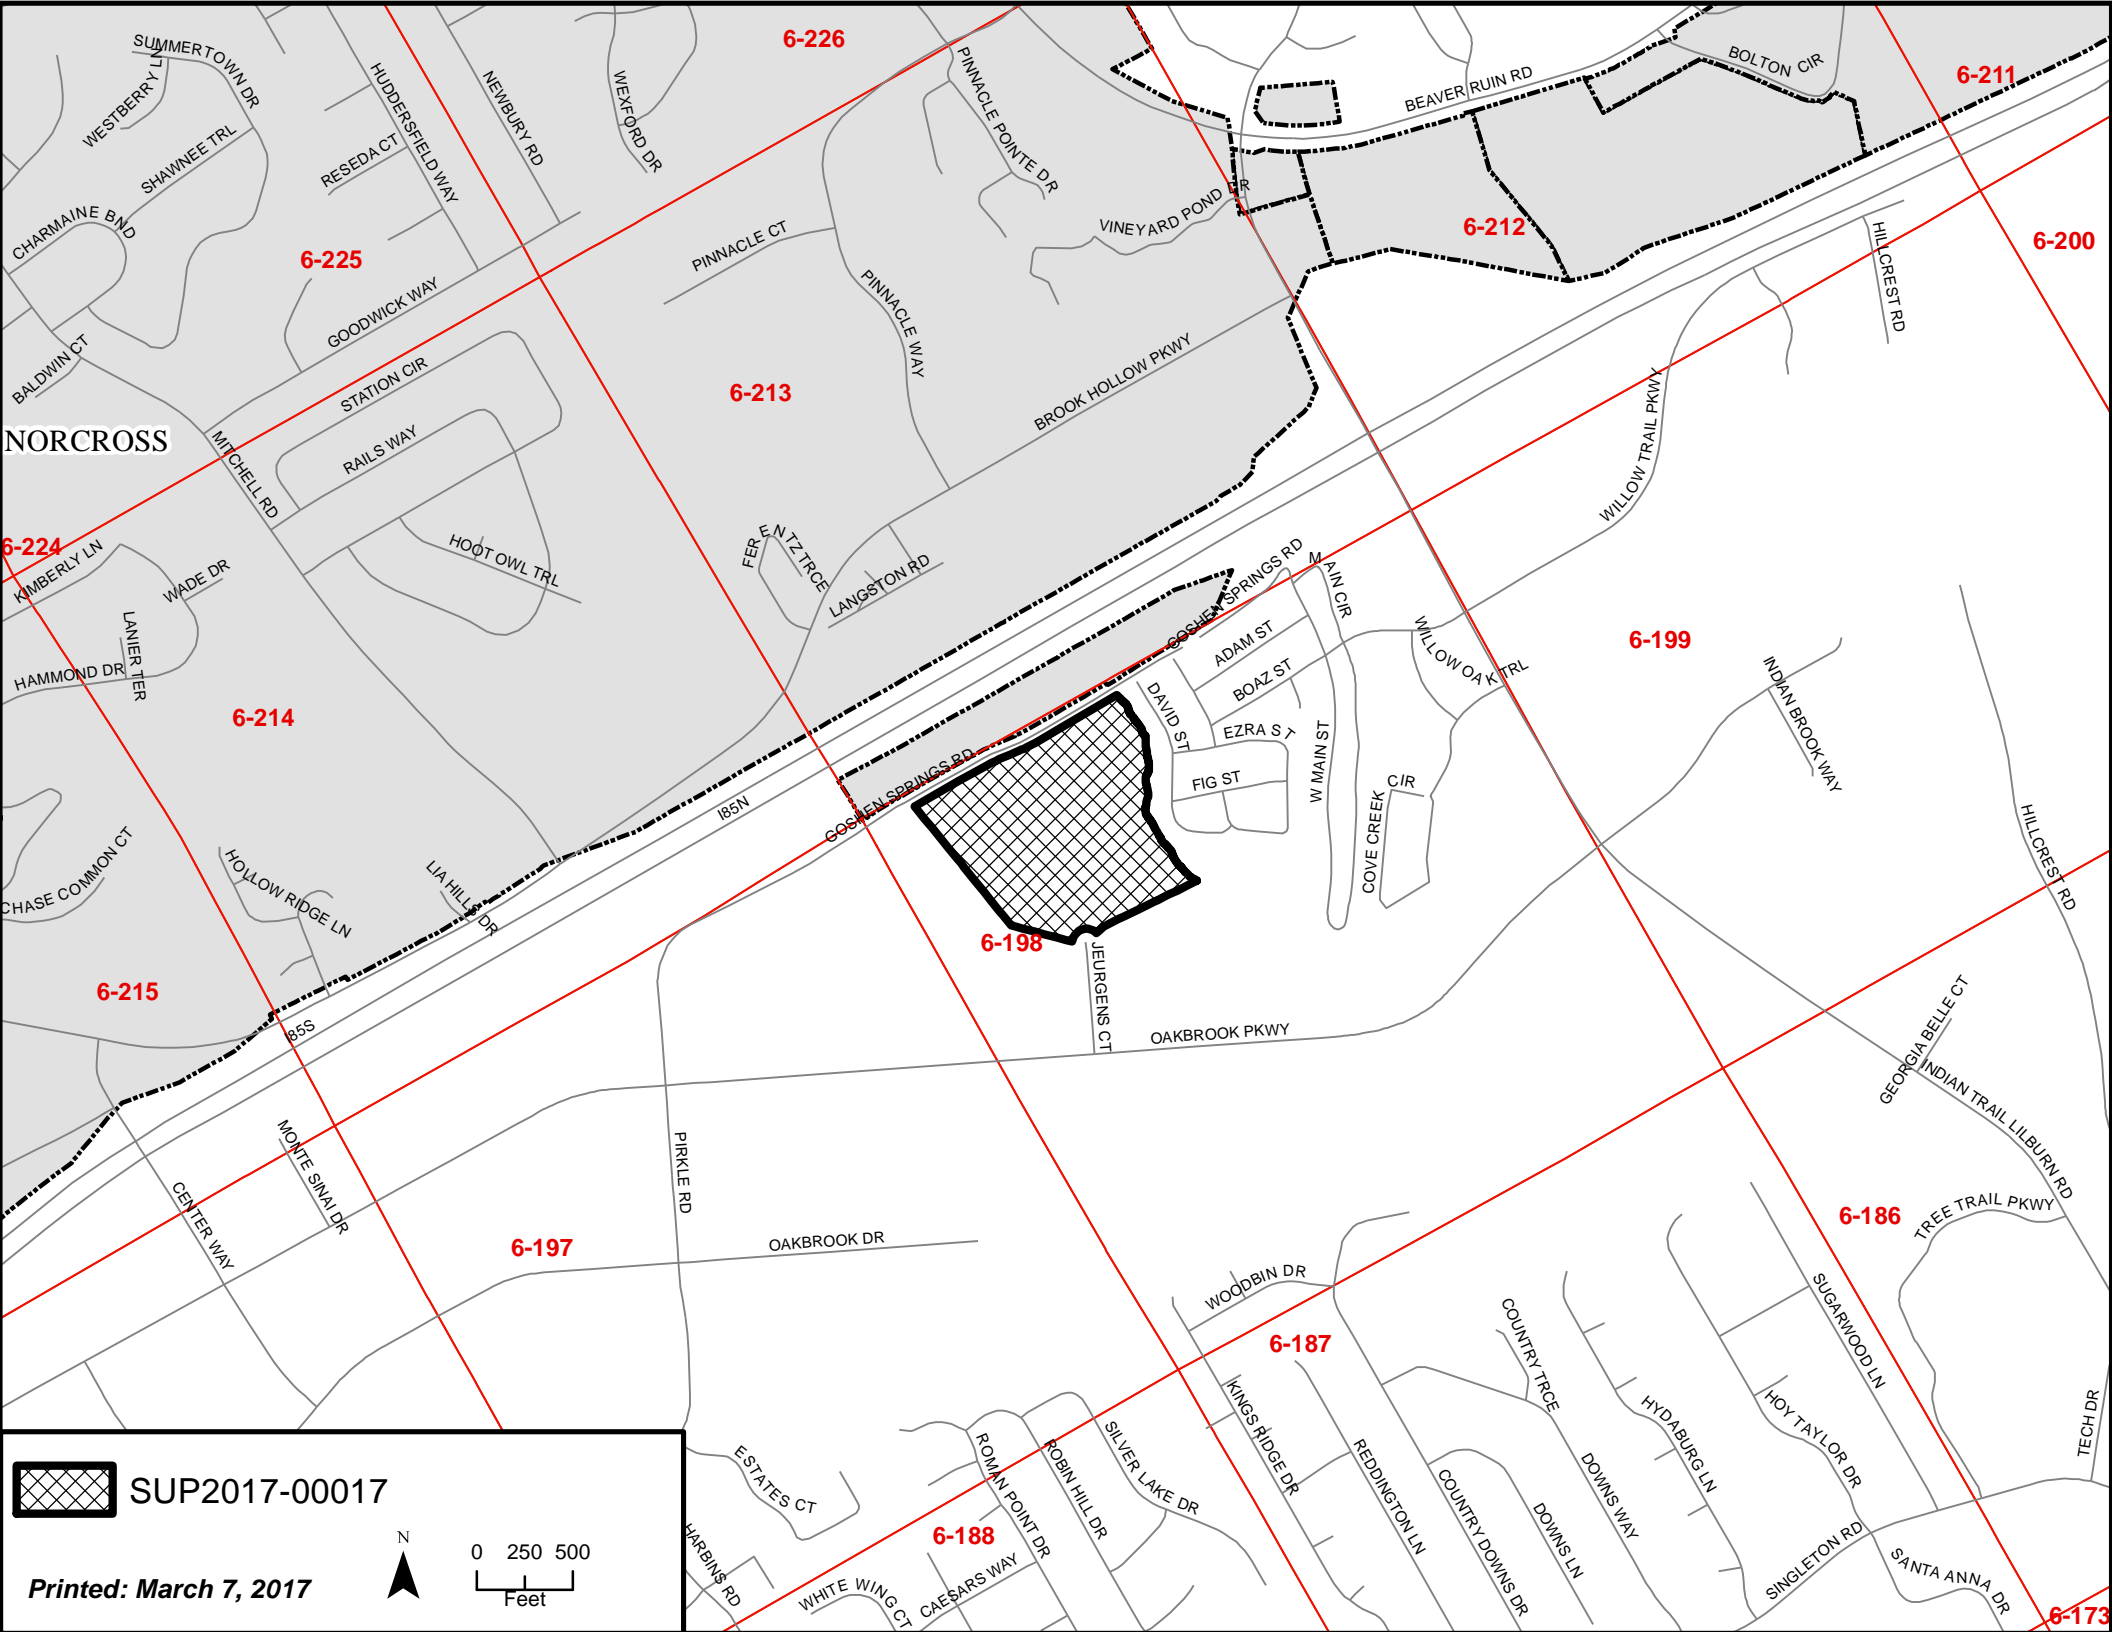 6-226
SUMMERTOWN DR
WESTBERRY LN
HUDDERSFIELD WAY
NEWBURY RD
WEXFORD DR
PINNACLE POINTE DR
BEAVER RUIN RD
BOLTON CIR
6-211
SHAWNEE TRL
RESEDA CT
CHARMAINE BND
6-225
PINNACLE CT
VINEYARD POND DR
6-212
HILLCREST RD
6-200
GOODWICK WAY
PINNACLE WAY
BALDWIN CT
STATION CIR
6-213
BROOK HOLLOW PKWY
WILLOW TRAIL PKWY
NORCROSS
MITCHELL RD
RAILS WAY
6-224
KIMBERLY LN
WADE DR
HOOT OWL TRL
FERENTZ TRCE
LANGSTON RD
GOSHEN SPRINGS RD
MAIN CIR
LANIER TER
HAMMOND DR
ADAM ST
BOAZ ST
WILLOW OAK TRL
6-199
INDIAN BROOK WAY
6-214
DAVID ST
EZRA ST
FIG ST
W MAIN ST
COVE CREEK CIR
GOSHEN SPRINGS RD
I85N
CHASE COMMON CT
HOLLOW RIDGE LN
LIA HILLS DR
HILLCREST RD
6-198
JEURGENS CT
6-215
I85S
OAKBROOK PKWY
GEORGIA BELLE CT
INDIAN TRAIL LILBURN RD
MONTE SINAI DR
PIRKLE RD
CENTER WAY
6-197
OAKBROOK DR
6-186
TREE TRAIL PKWY
WOODBIN DR
6-187
COUNTRY TRCE
SUGARWOOD LN
KINGS RIDGE DR
REDDINGTON LN
COUNTRY DOWNS DR
DOWNS LN
DOWNS WAY
HYDABURG LN
HOY TAYLOR DR
TECH DR
ESTATES CT
ROMAN POINT DR
ROBIN HILL DR
SILVER LAKE DR
6-188
HARBINS RD
WHITE WING CT
CAESARS WAY
SINGLETON RD
SANTA ANNA DR
6-173
SUP2017-00017
N
0 250 500
Feet
Printed: March 7, 2017